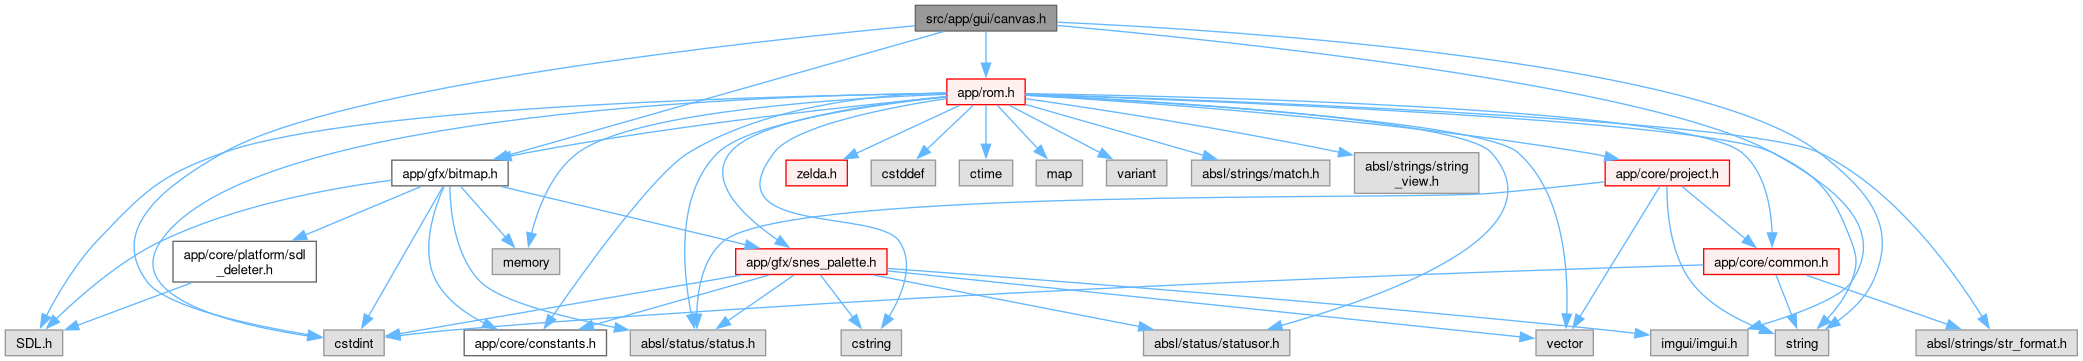 src/app/gui/canvas.h
app/rom.h
app/gfx/bitmap.h
zelda.h
cstddef
ctime
map
variant
absl/strings/match.h
absl/strings/string
_view.h
app/core/project.h
app/core/platform/sdl
_deleter.h
memory
app/gfx/snes_palette.h
app/core/common.h
SDL.h
cstdint
app/core/constants.h
absl/status/status.h
cstring
absl/status/statusor.h
vector
imgui/imgui.h
string
absl/strings/str_format.h